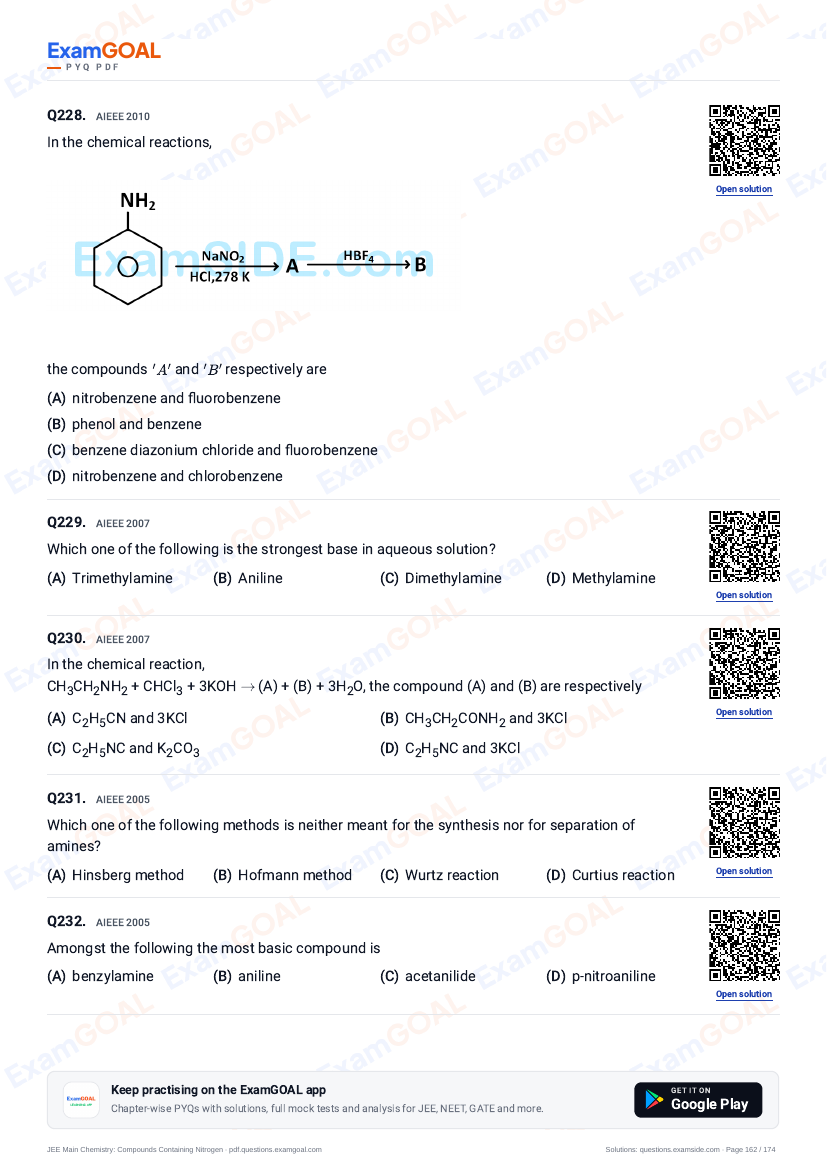 ExamGOAL
PYQ PDF
Q228. AIEEE 2010
In the chemical reactions,
Open solution
NH₂
ExamSIDE.com
NaNO₂
HCl,278 K
A
HBF₄
B
the compounds ′A′ and ′B′ respectively are
(A) nitrobenzene and fluorobenzene
(B) phenol and benzene
(C) benzene diazonium chloride and fluorobenzene
(D) nitrobenzene and chlorobenzene
Q229. AIEEE 2007
Which one of the following is the strongest base in aqueous solution?
(A) Trimethylamine (B) Aniline (C) Dimethylamine (D) Methylamine
Open solution
Q230. AIEEE 2007
In the chemical reaction,
CH₃CH₂NH₂ + CHCl₃ + 3KOH → (A) + (B) + 3H₂O, the compound (A) and (B) are respectively
(A) C₂H₅CN and 3KCl (B) CH₃CH₂CONH₂ and 3KCl
Open solution
(C) C₂H₅NC and K₂CO₃ (D) C₂H₅NC and 3KCl
Q231. AIEEE 2005
Which one of the following methods is neither meant for the synthesis nor for separation of
amines?
(A) Hinsberg method (B) Hofmann method (C) Wurtz reaction (D) Curtius reaction
Open solution
Q232. AIEEE 2005
Amongst the following the most basic compound is
(A) benzylamine (B) aniline (C) acetanilide (D) p-nitroaniline
Open solution
Keep practising on the ExamGOAL app
Chapter-wise PYQs with solutions, full mock tests and analysis for JEE, NEET, GATE and more.
ExamGOAL
GET IT ON
Google Play
JEE Main Chemistry: Compounds Containing Nitrogen · pdf.questions.examgoal.com
Solutions: questions.examside.com · Page 162 / 174